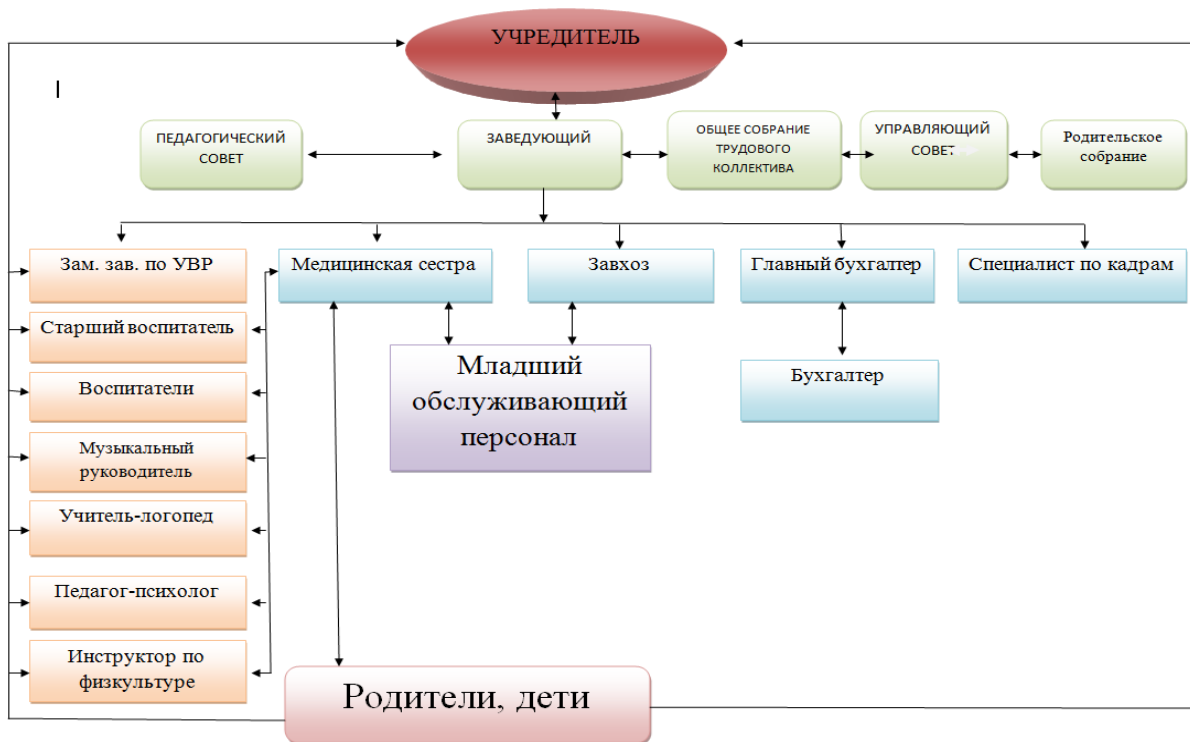 УЧРЕДИТЕЛЬ
I
ПЕДАГОГИЧЕСКИЙ
СОВЕТ
ЗАВЕДУЮЩИЙ
ОБЩЕЕ СОБРАНИЕ
ТРУДОВОГО
КОЛЛЕКТИВА
УПРАВЛЯЮЩИЙ
СОВЕТ
Родительское
собрание
Зам. зав. по УВР
Медицинская сестра
Завхоз
Главный бухгалтер
Специалист по кадрам
Старший воспитатель
Младший
обслуживающий
персонал
Бухгалтер
Воспитатели
Музыкальный
руководитель
Учитель-логопед
Педагог-психолог
Инструктор по
физкультуре
Родители, дети